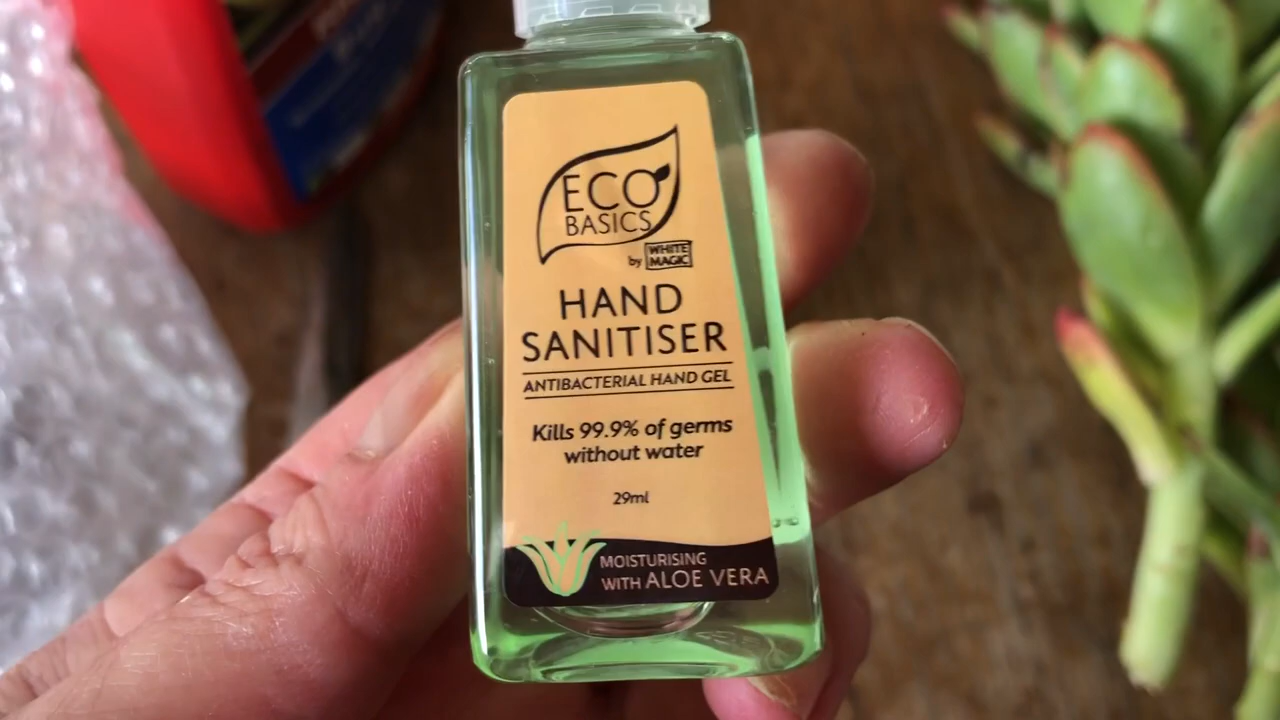 ECO
BASICS
by WHITE
MAGIC
HAND
SANITISER
ANTIBACTERIAL HAND GEL
Kills 99.9% of germs
without water
29ml
MOISTURISING
WITH ALOE VERA